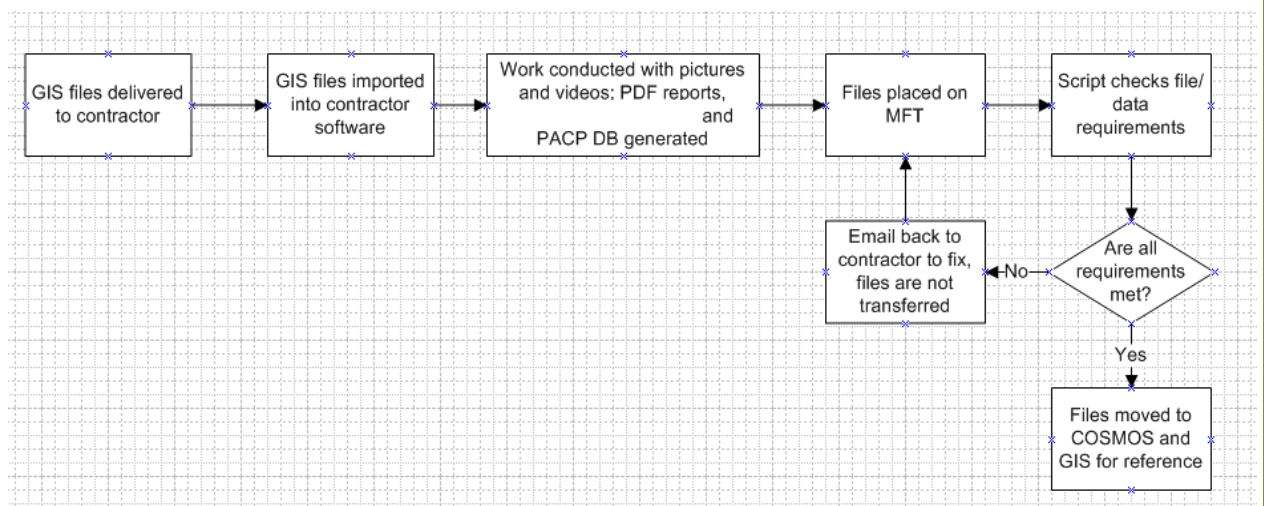 GIS files delivered
to contractor
GIS files imported
into contractor
software
Work conducted with pictures
and videos: PDF reports,
and
PACP DB generated
Files placed on
MFT
Script checks file/
data
requirements
Are all
requirements
met?
No
Email back to
contractor to fix,
files are not
transferred
Yes
Files moved to
COSMOS and
GIS for reference